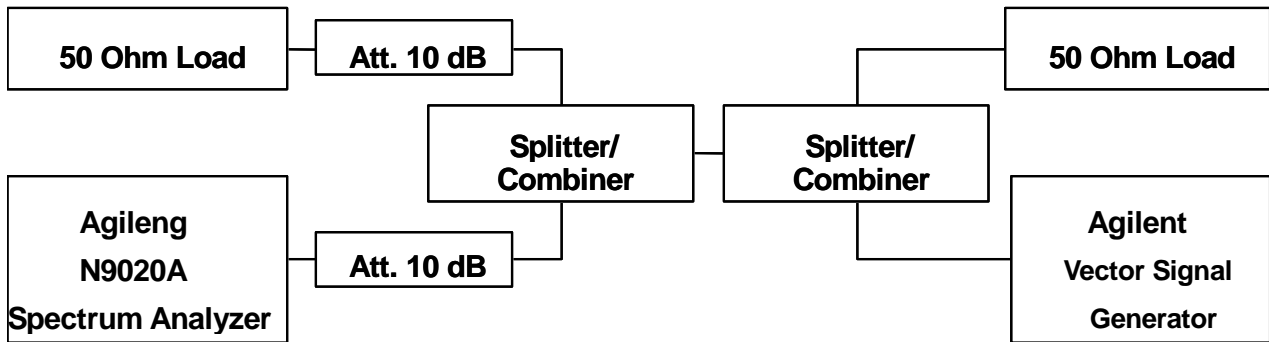 50 Ohm Load
Att. 10 dB
50 Ohm Load
Splitter/
Combiner
Splitter/
Combiner
Agileng
N9020A
Spectrum Analyzer
Att. 10 dB
Agilent
Vector Signal
Generator